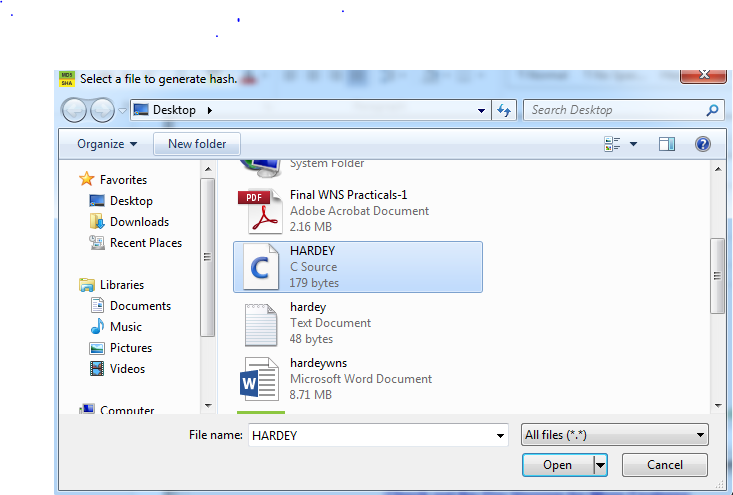 MD5
SHA
Select a file to generate hash.
Desktop
Search Desktop
Organize
New folder
Favorites
Desktop
Downloads
Recent Places
Libraries
Documents
Music
Pictures
Videos
Computer
System Folder
PDF
Final WNS Practicals-1
Adobe Acrobat Document
2.16 MB
C
HARDEY
C Source
179 bytes
hardey
Text Document
48 bytes
W
hardeywns
Microsoft Word Document
8.71 MB
File name:
HARDEY
All files (*.*)
Open
Cancel